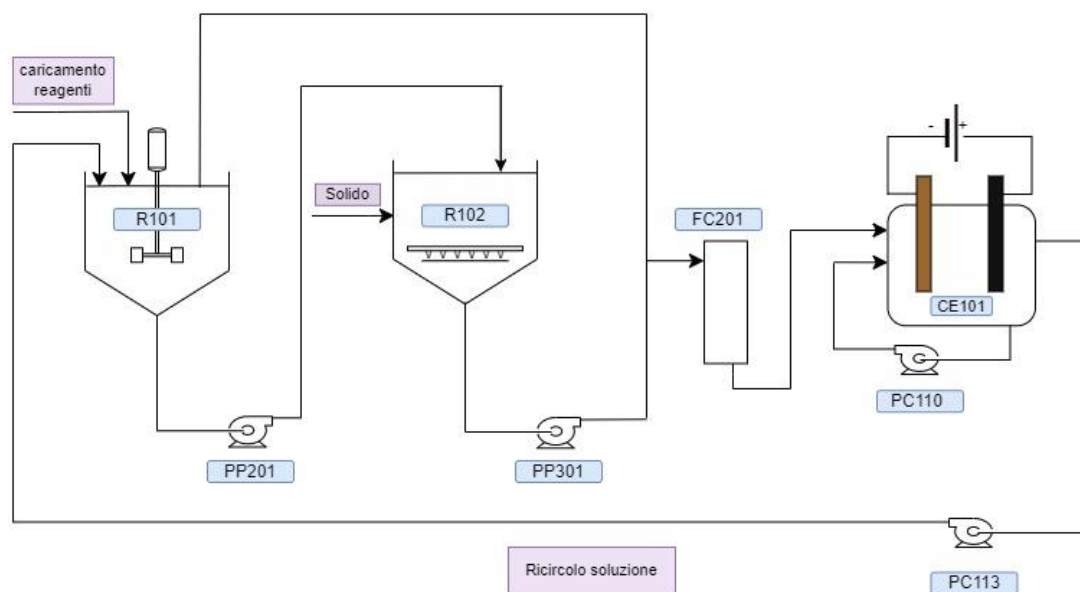 caricamento
reagenti
R101
Solido
R102
FC201
- +
CE101
PC110
PP201
PP301
Ricircolo soluzione
PC113